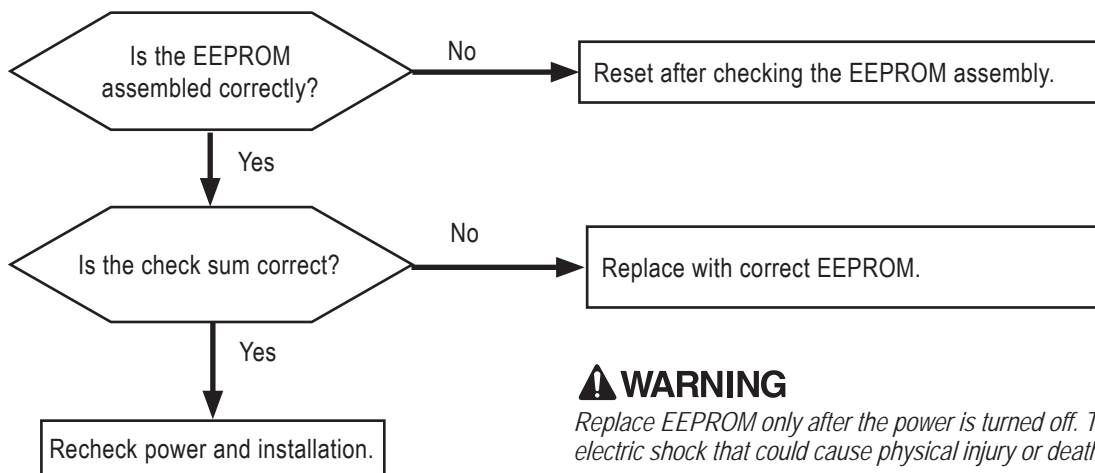 Is the EEPROM
assembled correctly?
No
Reset after checking the EEPROM assembly.
Yes
Is the check sum correct?
No
Replace with correct EEPROM.
Yes
Recheck power and installation.
WARNING
Replace EEPROM only after the power is turned off. T
electric shock that could cause physical injury or death